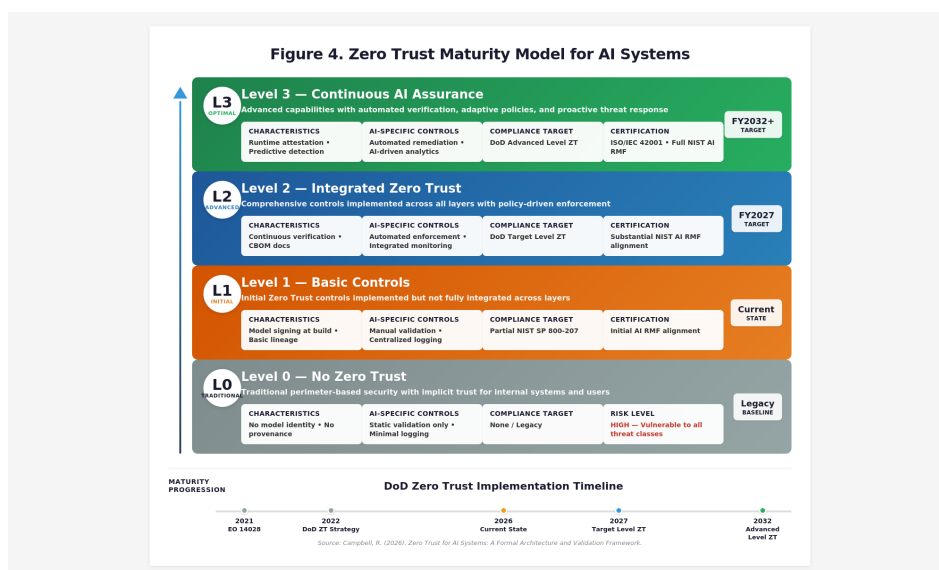 Figure 4. Zero Trust Maturity Model for AI Systems
L3
OPTIMAL
Level 3 — Continuous AI Assurance
Advanced capabilities with automated verification, adaptive policies, and proactive threat response
CHARACTERISTICS
Runtime attestation •
Predictive detection
AI-SPECIFIC CONTROLS
Automated remediation •
AI-driven analytics
COMPLIANCE TARGET
DoD Advanced Level ZT
CERTIFICATION
ISO/IEC 42001 • Full NIST AI
RMF
FY2032+
TARGET
L2
ADVANCED
Level 2 — Integrated Zero Trust
Comprehensive controls implemented across all layers with policy-driven enforcement
CHARACTERISTICS
Continuous verification •
CBOM docs
AI-SPECIFIC CONTROLS
Automated enforcement •
Integrated monitoring
COMPLIANCE TARGET
DoD Target Level ZT
CERTIFICATION
Substantial NIST AI RMF
alignment
FY2027
TARGET
L1
INITIAL
Level 1 — Basic Controls
Initial Zero Trust controls implemented but not fully integrated across layers
CHARACTERISTICS
Model signing at build •
Basic lineage
AI-SPECIFIC CONTROLS
Manual validation •
Centralized logging
COMPLIANCE TARGET
Partial NIST SP 800-207
CERTIFICATION
Initial AI RMF alignment
Current
STATE
L0
TRADITIONAL
Level 0 — No Zero Trust
Traditional perimeter-based security with implicit trust for internal systems and users
CHARACTERISTICS
No model identity • No
provenance
AI-SPECIFIC CONTROLS
Static validation only •
Minimal logging
COMPLIANCE TARGET
None / Legacy
RISK LEVEL
HIGH — Vulnerable to all
threat classes
Legacy
BASELINE
MATURITY
PROGRESSION
DoD Zero Trust Implementation Timeline
2021
EO 14028
2022
DoD ZT Strategy
2026
Current State
2027
Target Level ZT
2032
Advanced
Level ZT
Source: Campbell, R. (2026). Zero Trust for AI Systems: A Formal Architecture and Validation Framework.